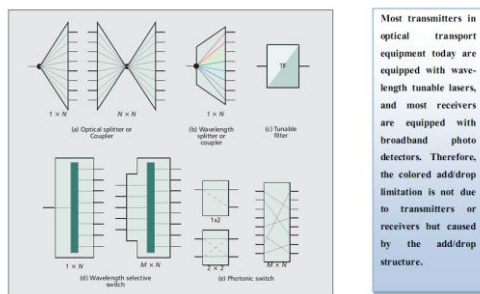 1 × N
N × N
(a) Optical splitter or
Coupler
1 × N
(b) Wavelength
splitter or
coupler
TF
(c) Tunable
filter
1 × N
M × N
(d) Wavelength selective
switch
1x2
2 × 2
M × N
(e) Photonic switch
Most transmitters in
optical transport
equipment today are
equipped with wave-
length tunable lasers,
and most receivers
are equipped with
broadband photo
detectors. Therefore,
the colored add/drop
limitation is not due
to transmitters or
receivers but caused
by the add/drop
structure.